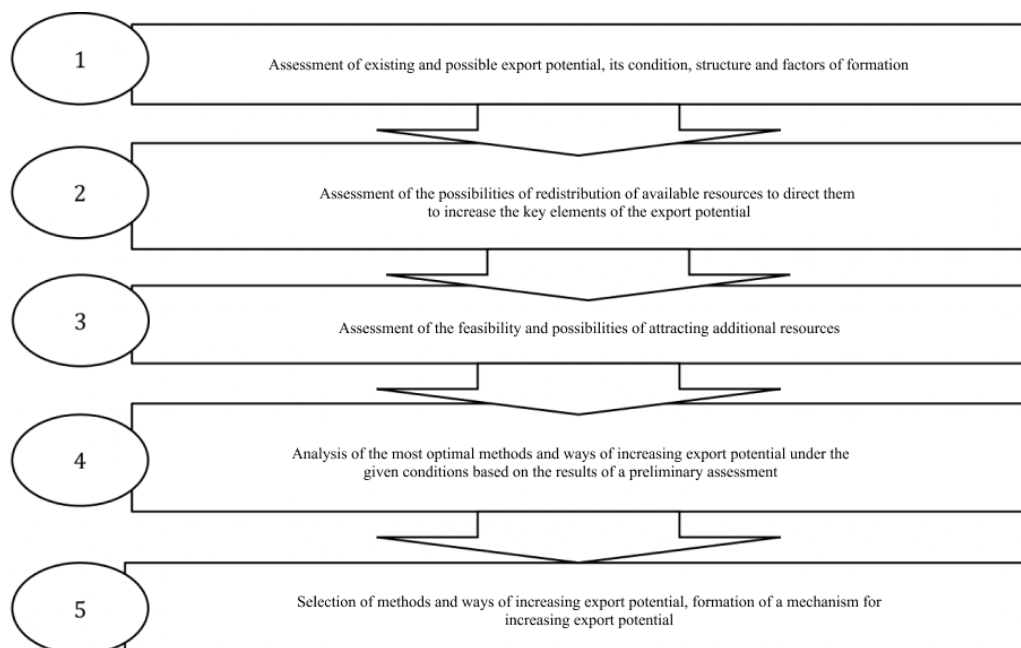 1
Assessment of existing and possible export potential, its condition, structure and factors of formation
2
Assessment of the possibilities of redistribution of available resources to direct them
to increase the key elements of the export potential
3
Assessment of the feasibility and possibilities of attracting additional resources
4
Analysis of the most optimal methods and ways of increasing export potential under the
given conditions based on the results of a preliminary assessment
5
Selection of methods and ways of increasing export potential, formation of a mechanism for
increasing export potential